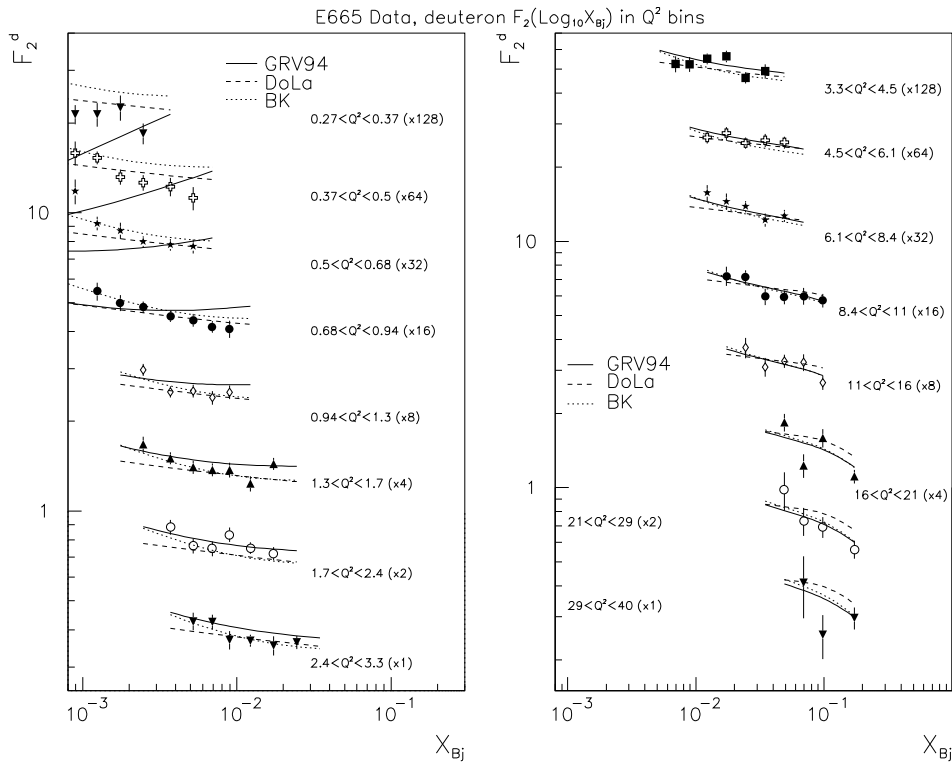 E665 Data, deuteron F₂(Log₁₀X_Bj) in Q² bins
F₂ᵈ
GRV94
DoLa
BK
0.27<Q²<0.37 (x128)
0.37<Q²<0.5 (x64)
10
0.5<Q²<0.68 (x32)
0.68<Q²<0.94 (x16)
0.94<Q²<1.3 (x8)
1.3<Q²<1.7 (x4)
1
1.7<Q²<2.4 (x2)
2.4<Q²<3.3 (x1)
10⁻³
10⁻²
X_Bj
F₂ᵈ
3.3<Q²<4.5 (x128)
4.5<Q²<6.1 (x64)
6.1<Q²<8.4 (x32)
10
8.4<Q²<11 (x16)
GRV94
DoLa
BK
11<Q²<16 (x8)
1
16<Q²<21 (x4)
21<Q²<29 (x2)
29<Q²<40 (x1)
10⁻³
10⁻²
10⁻¹
1
X_Bj